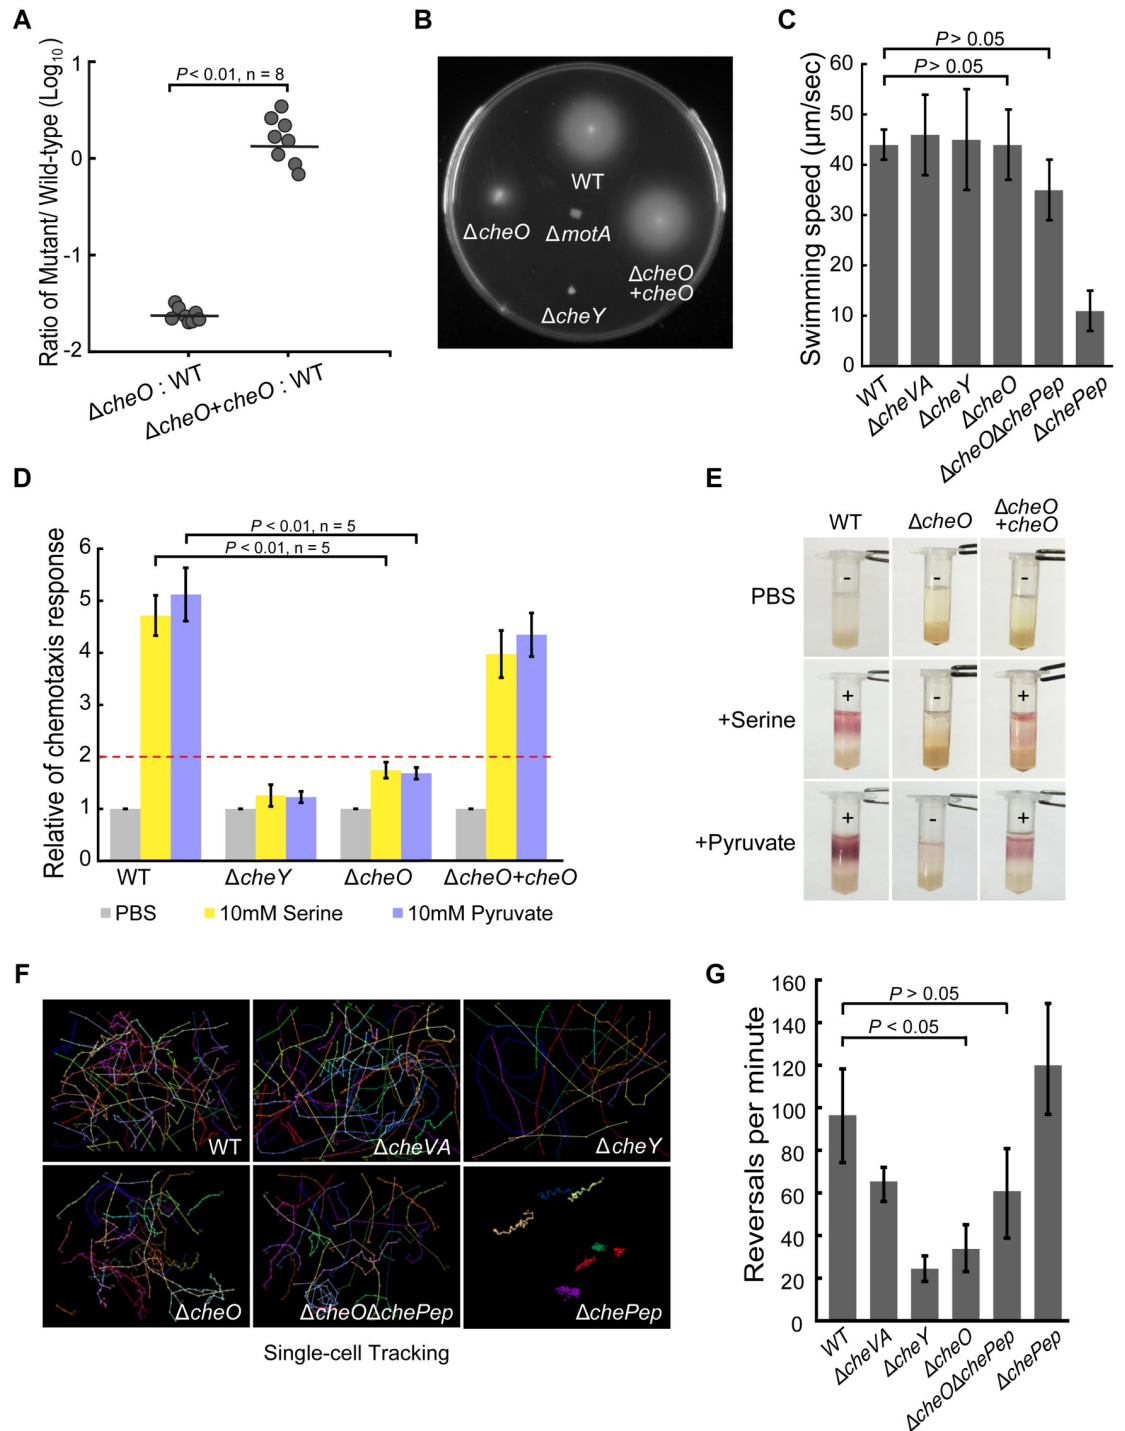 A
Ratio of Mutant/ Wild-type (Log10)
1
0
-1
-2
P< 0.01, n = 8
ΔcheO : WT
ΔcheO+cheO : WT
B
WT
ΔcheO
ΔmotA
ΔcheO
+cheO
ΔcheY
C
Swimming speed (μm/sec)
60
50
40
30
20
10
0
P> 0.05
P> 0.05
WT
ΔcheVA
ΔcheY
ΔcheO
ΔcheOΔchePep
ΔchePep
D
Relative of chemotaxis response
6
5
4
3
2
1
0
P < 0.01, n = 5
P < 0.01, n = 5
WT
ΔcheY
ΔcheO
ΔcheO+cheO
PBS
10mM Serine
10mM Pyruvate
E
WT
ΔcheO
ΔcheO
+cheO
PBS
- - -
+Serine
+ - +
+Pyruvate
+ - +
F
WT
ΔcheVA
ΔcheY
ΔcheO
ΔcheOΔchePep
ΔchePep
Single-cell Tracking
G
Reversals per minute
160
140
120
100
80
60
40
20
0
P > 0.05
P < 0.05
WT
ΔcheVA
ΔcheY
ΔcheO
ΔcheOΔchePep
ΔchePep